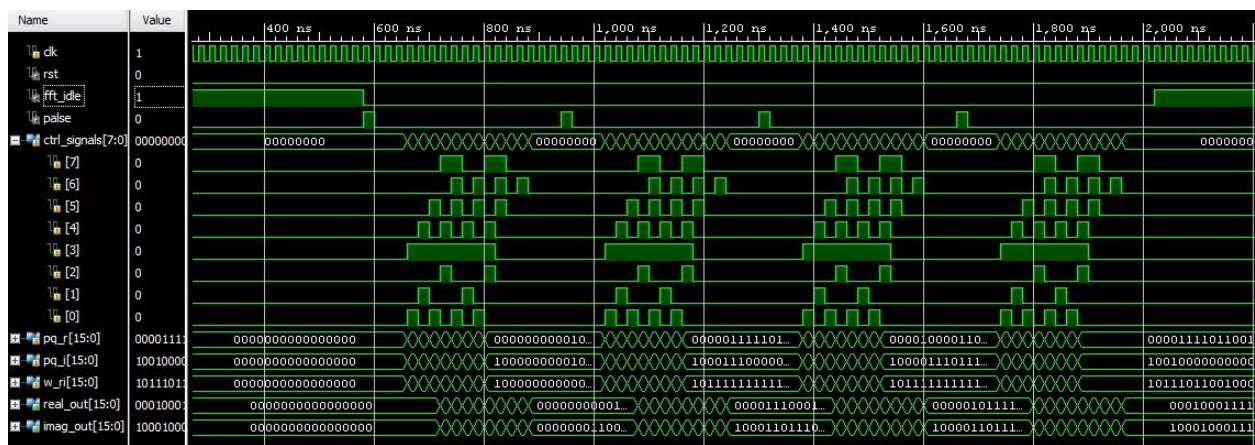 Name Value 400 ns 600 ns 800 ns 1,000 ns 1,200 ns 1,400 ns 1,600 ns 1,800 ns 2,000 ns
clk 1
rst 0
fft_idle 1
palse 0
ctrl_signals[7:0] 00000000 00000000 00000000 00000000 00000000 0000000
[7] 0
[6] 0
[5] 0
[4] 0
[3] 0
[2] 0
[1] 0
[0] 0
pq_r[15:0] 00001111 0000000000000000 000000000010... 000001111101... 000010000110... 00001111011001
pq_i[15:0] 10010000 0000000000000000 100000000010... 100011100000... 100001110111... 10010000000000
w_ri[15:0] 10111011 0000000000000000 100000000000... 101111111111... 101111111111... 10111011001000
real_out[15:0] 00010001 0000000000000000 00000000001... 00001110001... 00000101111... 00010001111
imag_out[15:0] 10001000 0000000000000000 00000001100... 10001101110... 10000110111... 10001000111